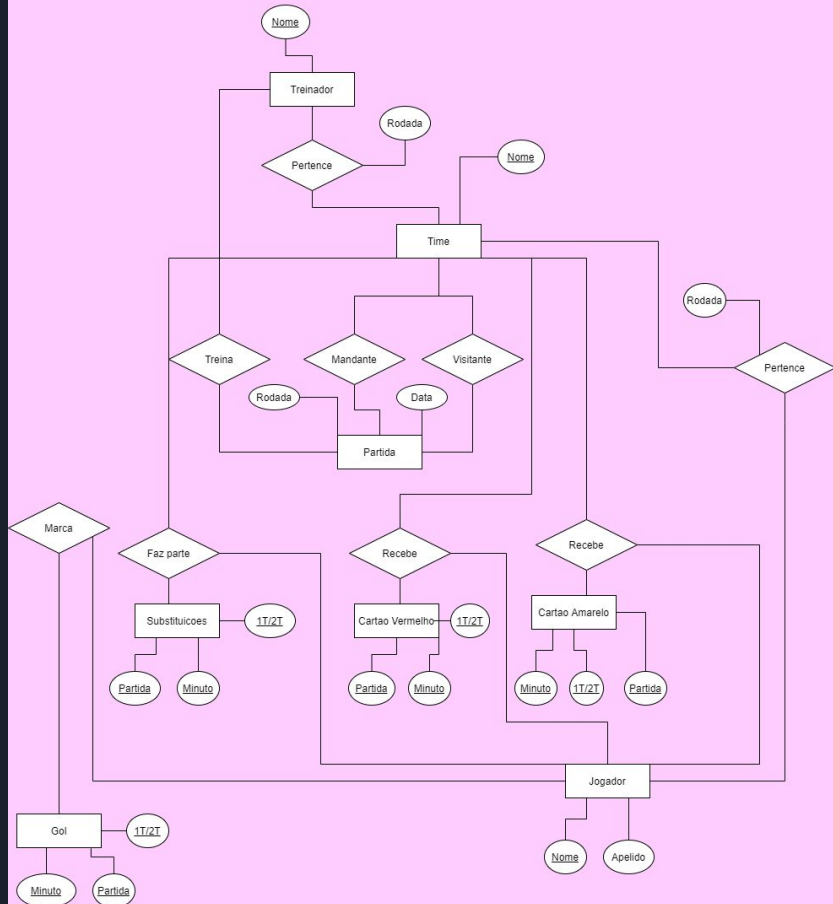 Nome
Treinador
Rodada
Pertence
Nome
Time
Rodada
Treina
Mandante
Visitante
Pertence
Rodada
Data
Partida
Marca
Faz parte
Recebe
Recebe
Substituicoes
1T/2T
Cartao Vermelho
1T/2T
Cartao Amarelo
Partida
Minuto
Partida
Minuto
Minuto
1T/2T
Partida
Jogador
Gol
1T/2T
Nome
Apelido
Minuto
Partida